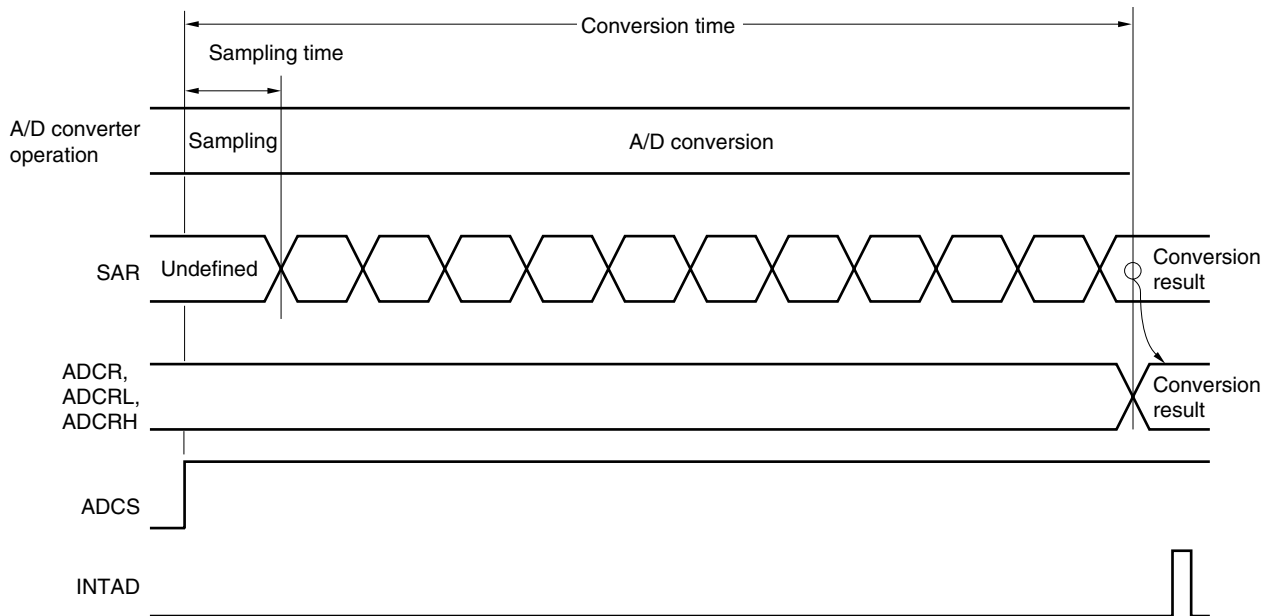 Conversion time
Sampling time
A/D converter
operation
Sampling
A/D conversion
SAR
Undefined
Conversion
result
ADCR,
ADCRL,
ADCRH
Conversion
result
ADCS
INTAD